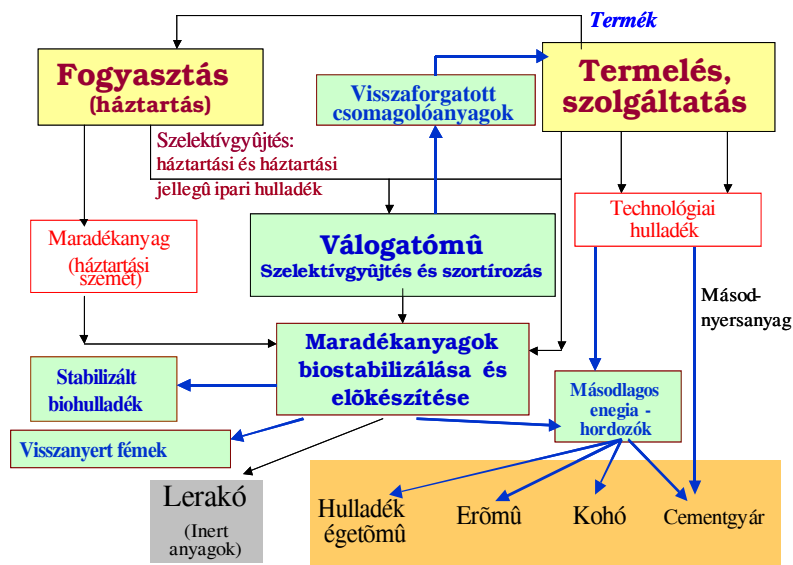 Termék
Fogyasztás
(háztartás)
Termelés,
szolgáltatás
Visszaforgatott
csomagolóanyagok
Szelektívgyûjtés:
háztartási és háztartási
jellegû ipari hulladék
Technológiai
hulladék
Maradékanyag
(háztartási
szemét)
Válogatómû
Szelektívgyûjtés és szortírozás
Másod-
nyersanyag
Maradékanyagok
biostabilizálása és
elõkészítése
Stabilizált
biohulladék
Másodlagos
enegia -
hordozók
Visszanyert fémek
Lerakó
(Inert
anyagok)
Hulladék
égetõmû
Erõmû
Kohó
Cementgyár